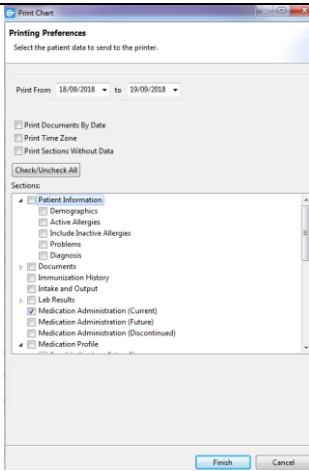 Print Chart
Printing Preferences
Select the patient data to send to the printer.
Print From 18/09/2018 to 19/09/2018
Print Documents By Date
Print Time Zone
Print Sections Without Data
Check/Uncheck All
Sections:
Patient Information
Demographics
Active Allergies
Include Inactive Allergies
Problems
Diagnosis
Documents
Immunization History
Intake and Output
Lab Results
Medication Administration (Current)
Medication Administration (Future)
Medication Administration (Discontinued)
Medication Profile
Finish Cancel